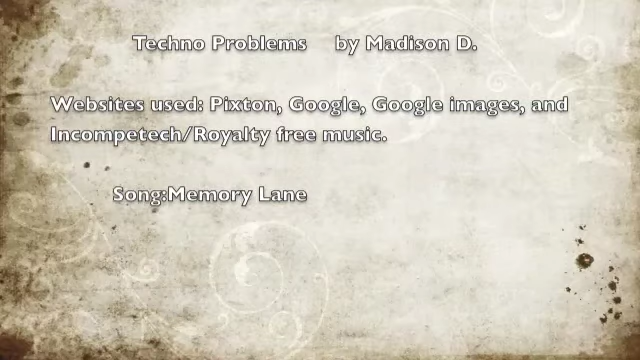 Techno Problems by Madison D.
Websites used: Pixton, Google, Google images, and
Incompetech/Royalty free music.
Song:Memory Lane